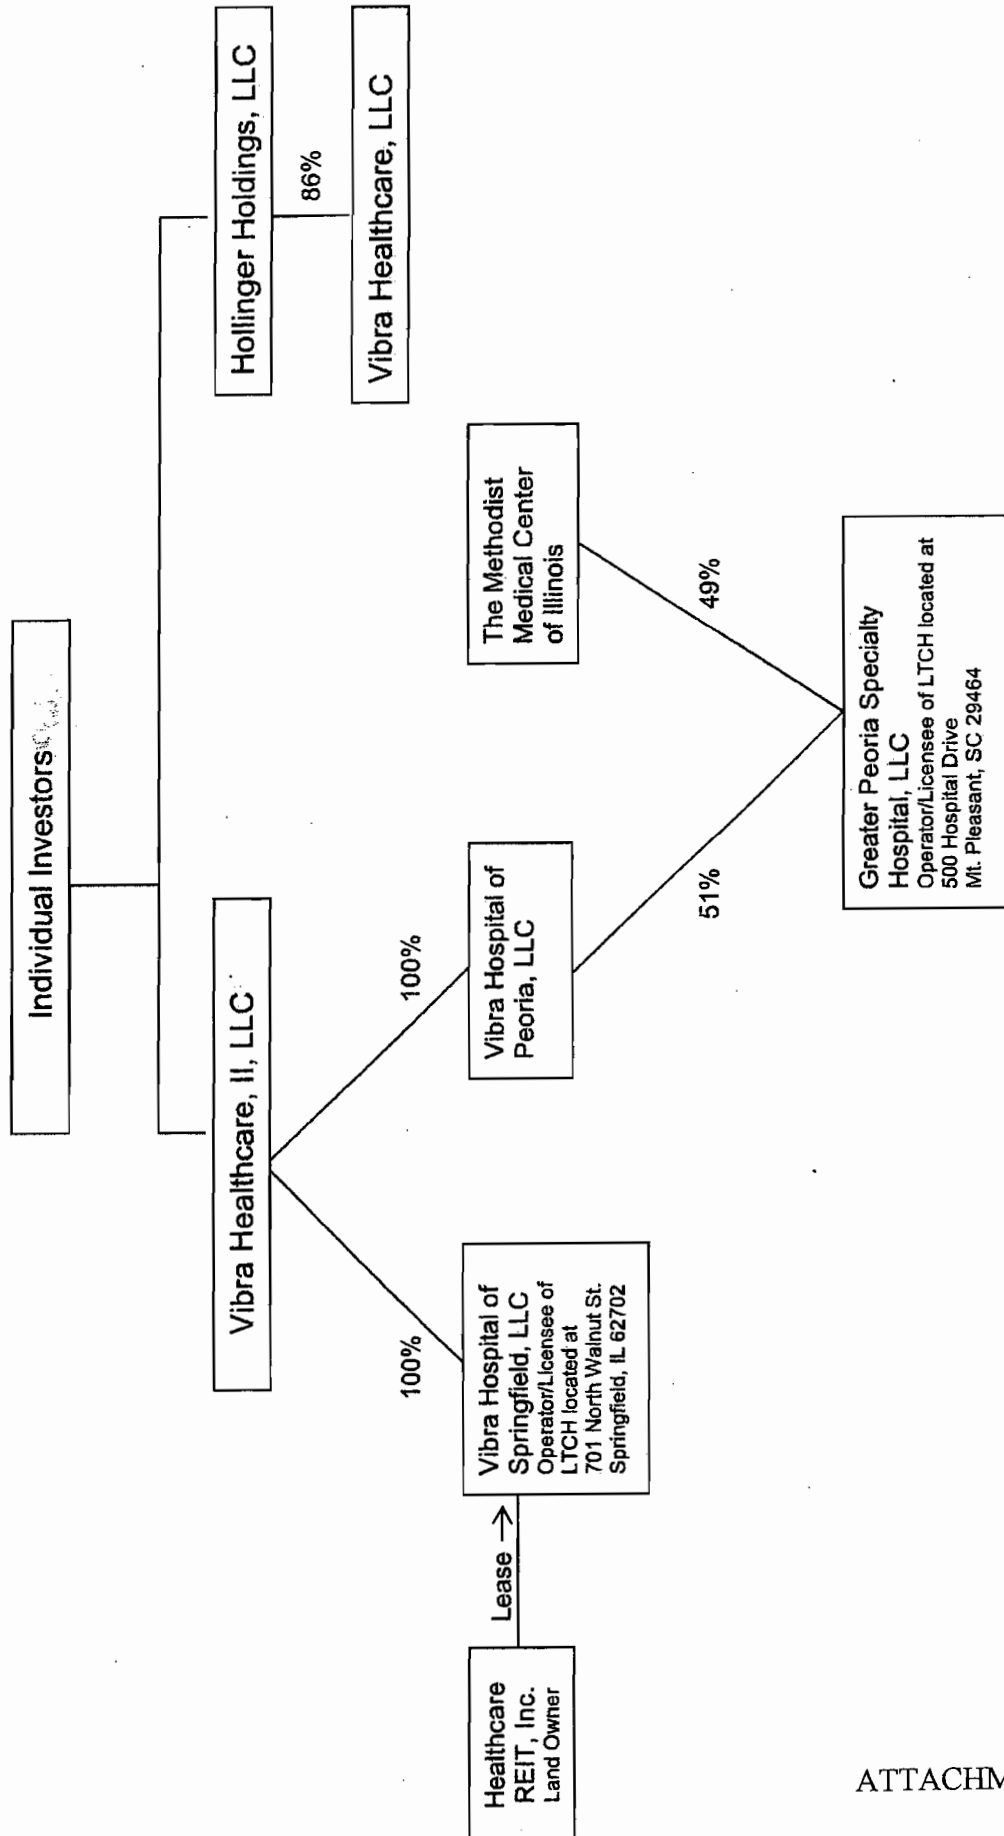 Individual Investors
Hollinger Holdings, LLC
86%
Vibra Healthcare, LLC
Vibra Healthcare, II, LLC
100%
100%
Vibra Hospital of
Springfield, LLC
Operator/Licensee of
LTCH located at
701 North Walnut St.
Springfield, IL 62702
Vibra Hospital of
Peoria, LLC
The Methodist
Medical Center
of Illinois
Healthcare
REIT, Inc.
Land Owner
Lease →
51%
49%
Greater Peoria Specialty
Hospital, LLC
Operator/Licensee of LTCH located at
500 Hospital Drive
Mt. Pleasant, SC 29464